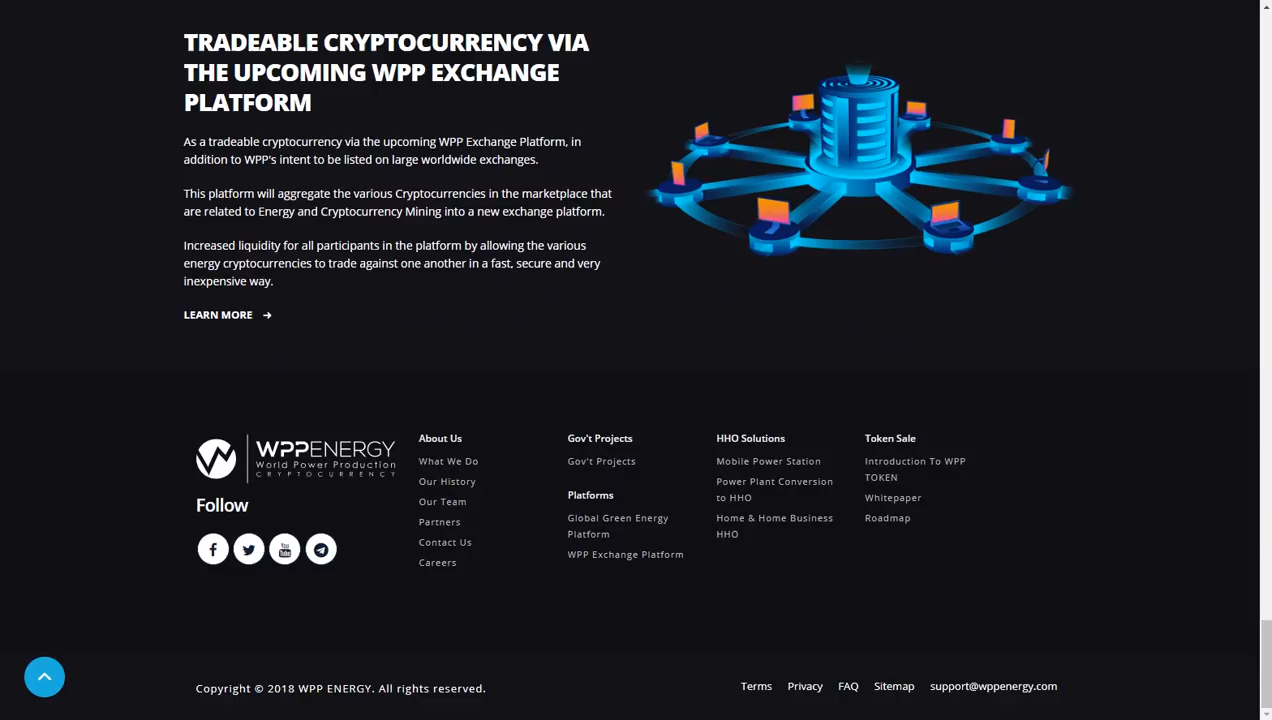 TRADEABLE CRYPTOCURRENCY VIA
THE UPCOMING WPP EXCHANGE
PLATFORM
As a tradeable cryptocurrency via the upcoming WPP Exchange Platform, in
addition to WPP's intent to be listed on large worldwide exchanges.
This platform will aggregate the various Cryptocurrencies in the marketplace that
are related to Energy and Cryptocurrency Mining into a new exchange platform.
Increased liquidity for all participants in the platform by allowing the various
energy cryptocurrencies to trade against one another in a fast, secure and very
inexpensive way.
LEARN MORE
WPPENERGY
World Power Production
CRYPTOCURRENCY
Follow
You
Tube
About Us
What We Do
Our History
Our Team
Partners
Contact Us
Careers
Gov't Projects
Gov't Projects
Platforms
Global Green Energy
Platform
WPP Exchange Platform
HHO Solutions
Mobile Power Station
Power Plant Conversion
to HHO
Home & Home Business
HHO
Token Sale
Introduction To WPP
TOKEN
Whitepaper
Roadmap
Copyright © 2018 WPP ENERGY. All rights reserved.
Terms Privacy FAQ Sitemap support@wppenergy.com